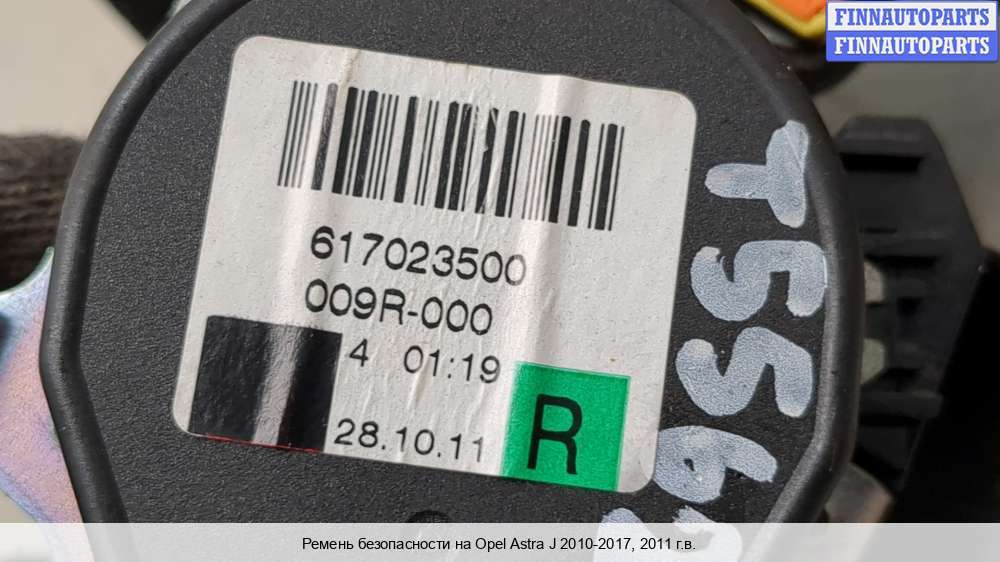 FINNAUTOPARTS
FINNAUTOPARTS
617023500
009R-000
4 01:19
28.10.11
R
Ремень безопасности на Opel Astra J 2010-2017, 2011 г.в.